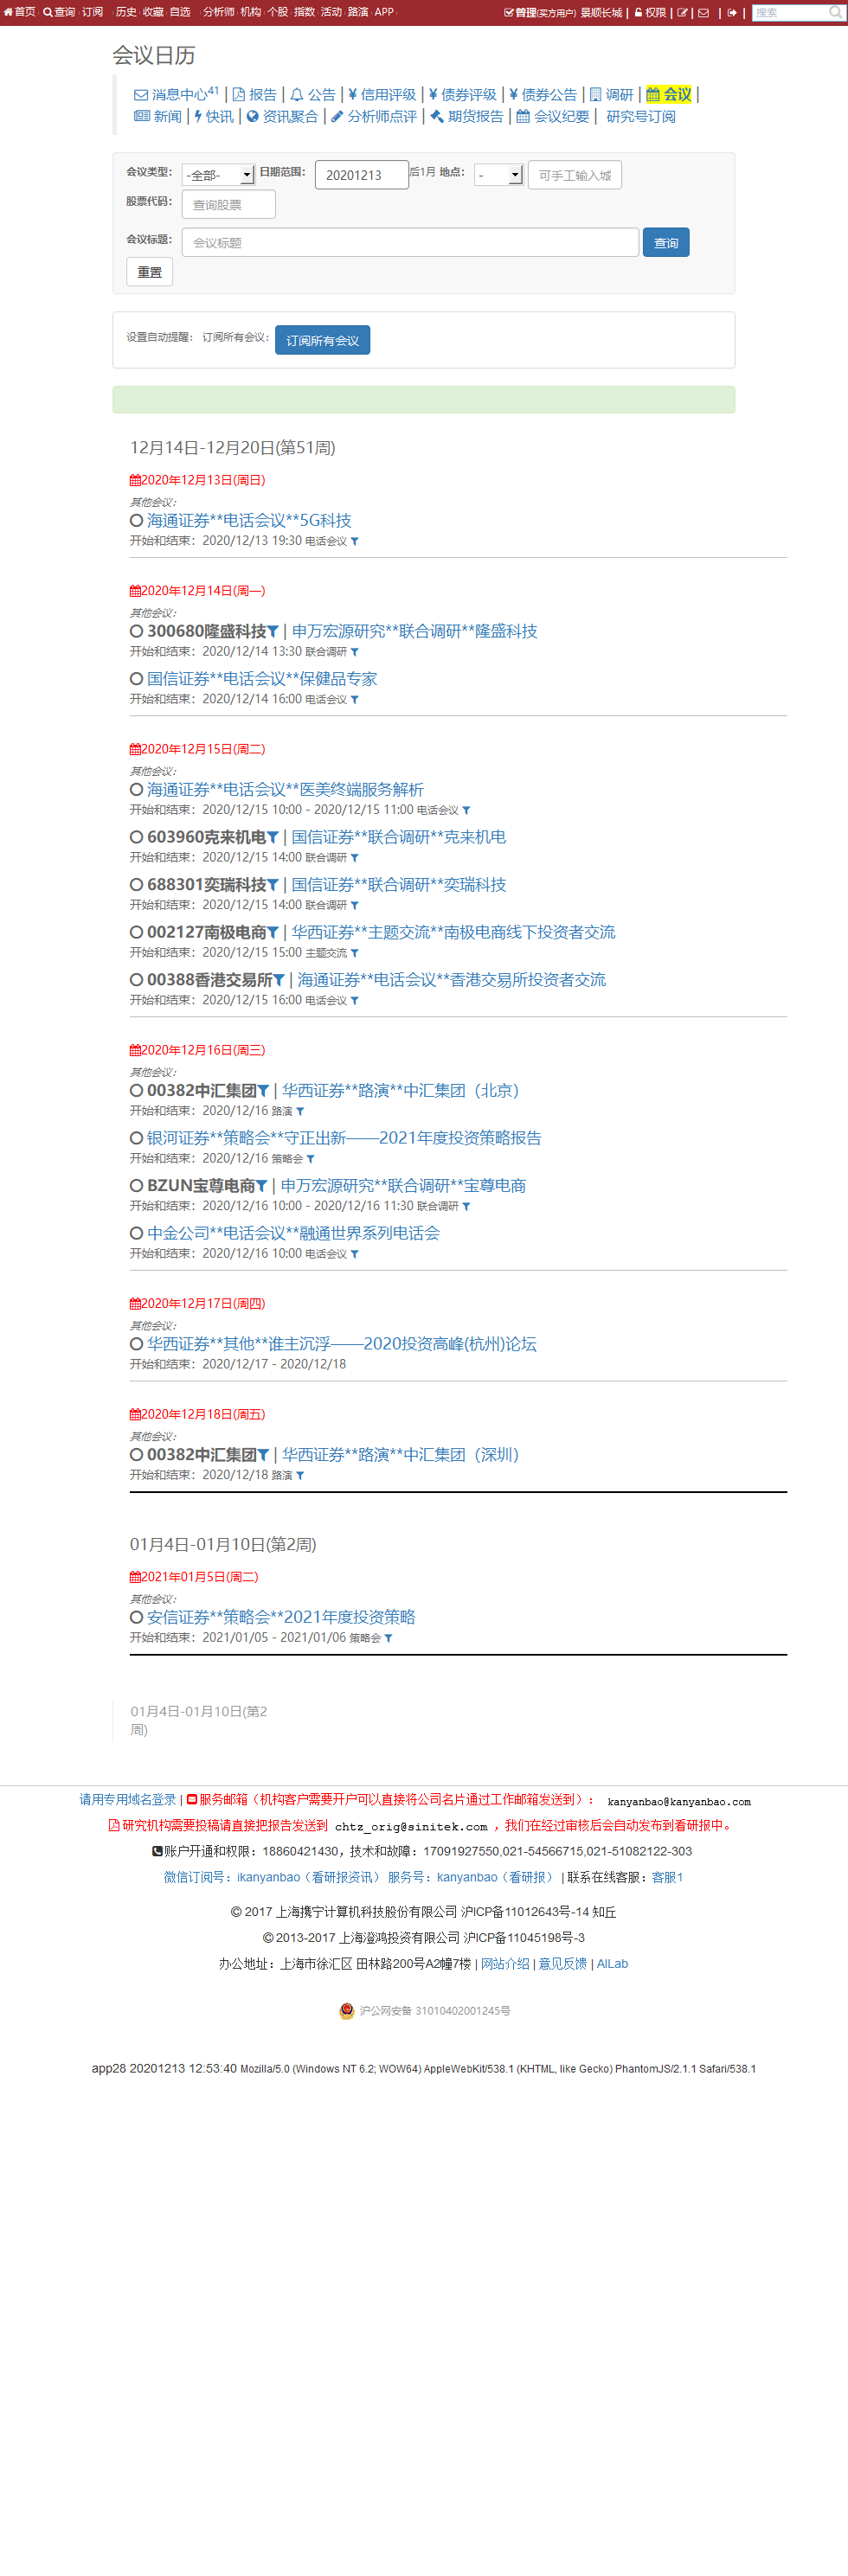 首页 查询 订阅 历史 收藏 自选 分析师 机构 个股 指数 活动 路演 APP 管理(买方用户) 景顺长城 | 权限 | | | | 搜索
会议日历
消息中心41 | 报告 | 公告 | ¥ 信用评级 | ¥ 债券评级 | ¥ 债券公告 | 调研 | 会议 |
新闻 | 快讯 | 资讯聚合 | 分析师点评 | 期货报告 | 会议纪要 | 研究号订阅
会议类型： -全部- 日期范围： 20201213 后1月 地点： - 可手工输入城
股票代码： 查询股票
会议标题： 会议标题 查询
重置
设置自动提醒： 订阅所有会议： 订阅所有会议
12月14日-12月20日(第51周)
2020年12月13日(周日)
其他会议：
海通证券**电话会议**5G科技
开始和结束：2020/12/13 19:30 电话会议
2020年12月14日(周一)
其他会议：
300680隆盛科技 | 申万宏源研究**联合调研**隆盛科技
开始和结束：2020/12/14 13:30 联合调研
国信证券**电话会议**保健品专家
开始和结束：2020/12/14 16:00 电话会议
2020年12月15日(周二)
其他会议：
海通证券**电话会议**医美终端服务解析
开始和结束：2020/12/15 10:00 - 2020/12/15 11:00 电话会议
603960克来机电 | 国信证券**联合调研**克来机电
开始和结束：2020/12/15 14:00 联合调研
688301奕瑞科技 | 国信证券**联合调研**奕瑞科技
开始和结束：2020/12/15 14:00 联合调研
002127南极电商 | 华西证券**主题交流**南极电商线下投资者交流
开始和结束：2020/12/15 15:00 主题交流
00388香港交易所 | 海通证券**电话会议**香港交易所投资者交流
开始和结束：2020/12/15 16:00 电话会议
2020年12月16日(周三)
其他会议：
00382中汇集团 | 华西证券**路演**中汇集团（北京）
开始和结束：2020/12/16 路演
银河证券**策略会**守正出新——2021年度投资策略报告
开始和结束：2020/12/16 策略会
BZUN宝尊电商 | 申万宏源研究**联合调研**宝尊电商
开始和结束：2020/12/16 10:00 - 2020/12/16 11:30 联合调研
中金公司**电话会议**融通世界系列电话会
开始和结束：2020/12/16 10:00 电话会议
2020年12月17日(周四)
其他会议：
华西证券**其他**谁主沉浮——2020投资高峰(杭州)论坛
开始和结束：2020/12/17 - 2020/12/18
2020年12月18日(周五)
其他会议：
00382中汇集团 | 华西证券**路演**中汇集团（深圳）
开始和结束：2020/12/18 路演
01月4日-01月10日(第2周)
2021年01月5日(周二)
其他会议：
安信证券**策略会**2021年度投资策略
开始和结束：2021/01/05 - 2021/01/06 策略会
01月4日-01月10日(第2
周)
请用专用域名登录 | 服务邮箱（机构客户需要开户可以直接将公司名片通过工作邮箱发送到）： kanyanbao@kanyanbao.com
研究机构需要投稿请直接把报告发送到 chtz_orig@sinitek.com ，我们在经过审核后会自动发布到看研报中。
账户开通和权限：18860421430，技术和故障：17091927550,021-54566715,021-51082122-303
微信订阅号：ikanyanbao（看研报资讯） 服务号：kanyanbao（看研报） | 联系在线客服：客服1
© 2017 上海携宁计算机科技股份有限公司 沪ICP备11012643号-14 知丘
© 2013-2017 上海澄鸿投资有限公司 沪ICP备11045198号-3
办公地址：上海市徐汇区 田林路200号A2幢7楼 | 网站介绍 | 意见反馈 | AILab
沪公网安备 31010402001245号
app28 20201213 12:53:40 Mozilla/5.0 (Windows NT 6.2; WOW64) AppleWebKit/538.1 (KHTML, like Gecko) PhantomJS/2.1.1 Safari/538.1